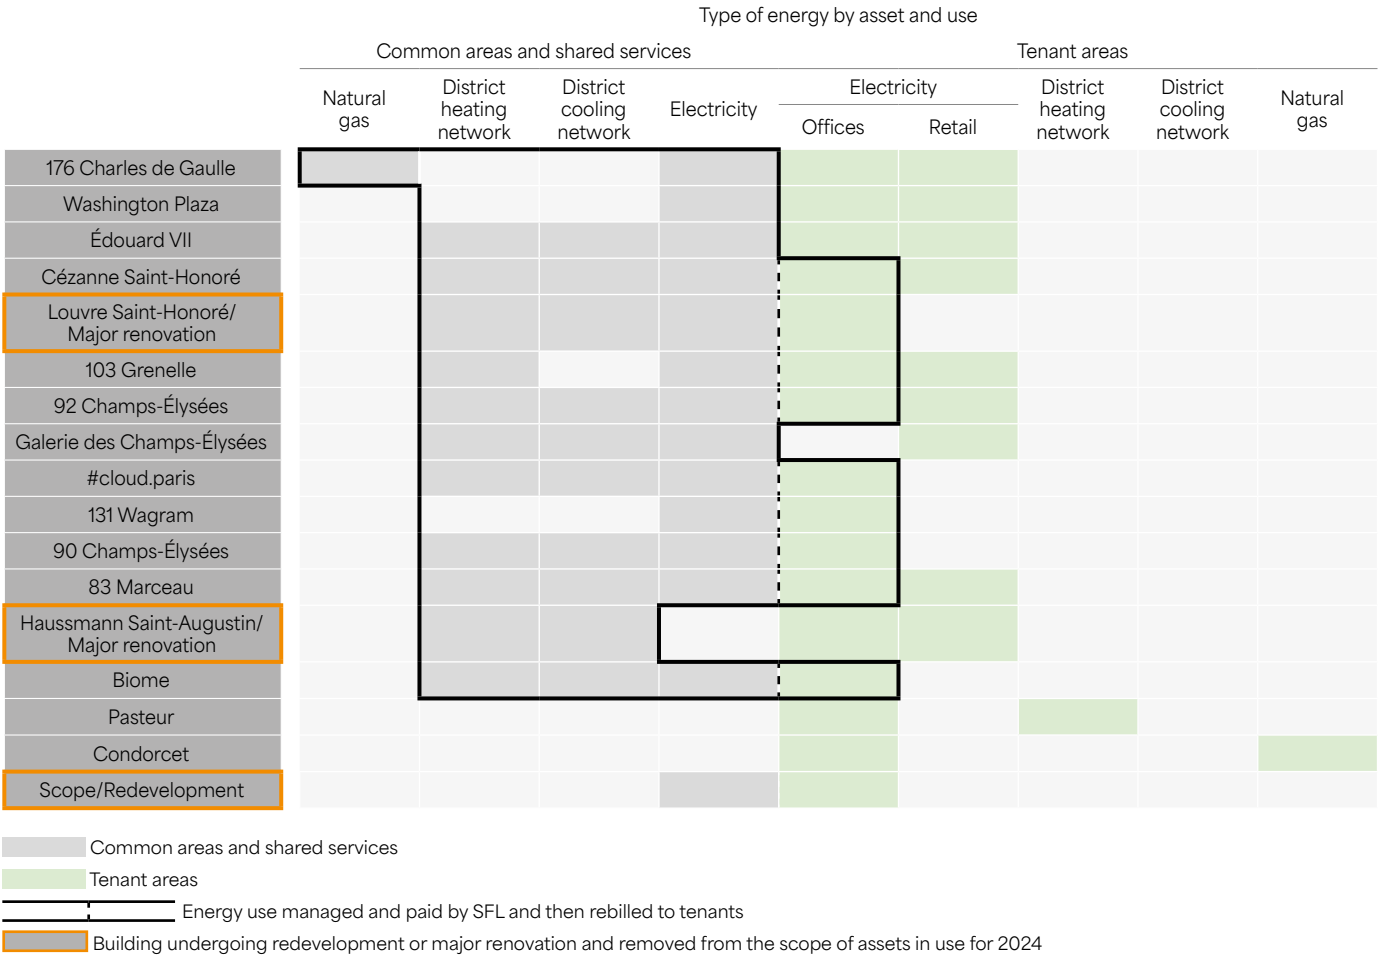 Type of energy by asset and use
Common areas and shared services
Tenant areas
Natural
gas
District
heating
network
District
cooling
network
Electricity
Electricity
Offices
Retail
District
heating
network
District
cooling
network
Natural
gas
176 Charles de Gaulle
Washington Plaza
Édouard VII
Cézanne Saint-Honoré
Louvre Saint-Honoré/
Major renovation
103 Grenelle
92 Champs-Élysées
Galerie des Champs-Élysées
#cloud.paris
131 Wagram
90 Champs-Élysées
83 Marceau
Haussmann Saint-Augustin/
Major renovation
Biome
Pasteur
Condorcet
Scope/Redevelopment
Common areas and shared services
Tenant areas
Energy use managed and paid by SFL and then rebilled to tenants
Building undergoing redevelopment or major renovation and removed from the scope of assets in use for 2024